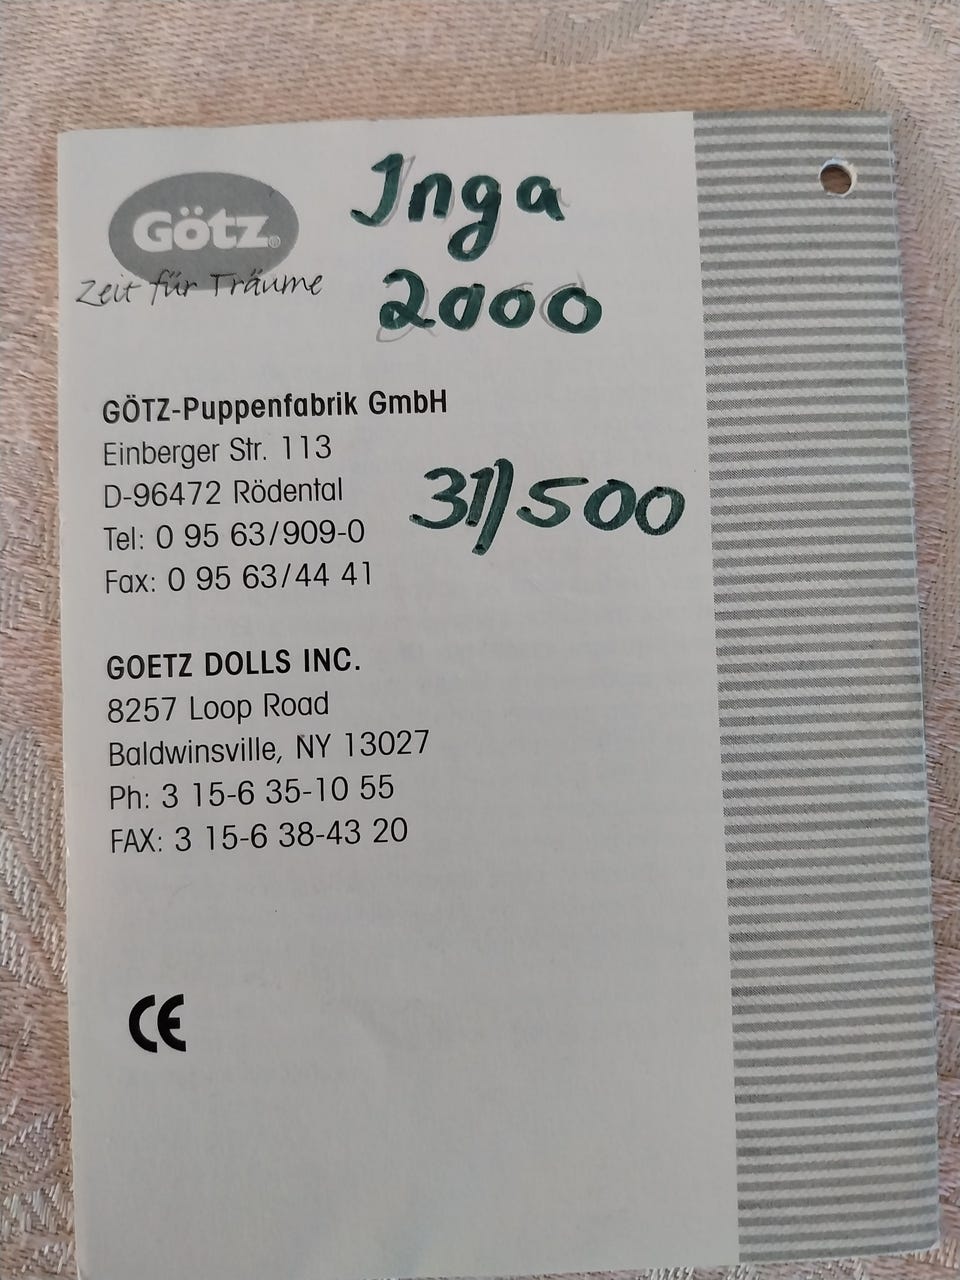 Götz®
Zeit für Träume
Inga
2000
GÖTZ-Puppenfabrik GmbH
Einberger Str. 113
D-96472 Rödental
Tel: 0 95 63/909-0
Fax: 0 95 63/44 41
31/500
GOETZ DOLLS INC.
8257 Loop Road
Baldwinsville, NY 13027
Ph: 3 15-6 35-10 55
FAX: 3 15-6 38-43 20
CE